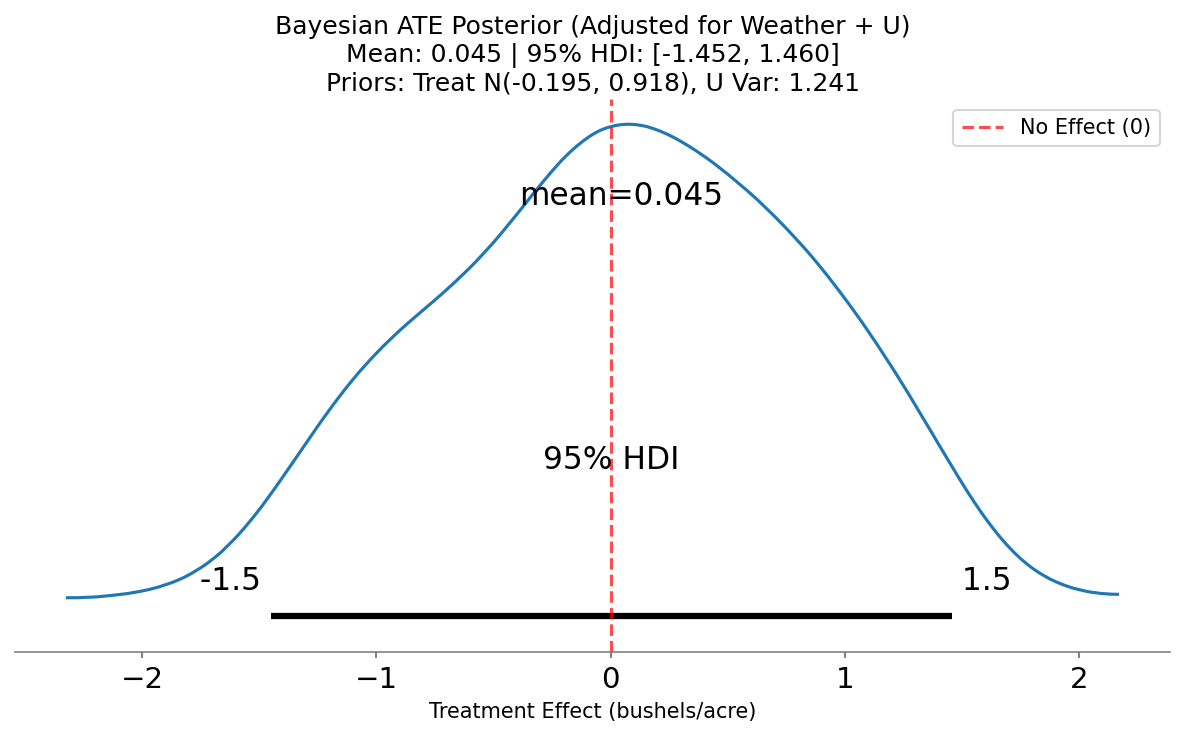 Bayesian ATE Posterior (Adjusted for Weather + U)
Mean: 0.045 | 95% HDI: [-1.452, 1.460]
Priors: Treat N(-0.195, 0.918), U Var: 1.241
No Effect (0)
mean=0.045
95% HDI
-1.5
1.5
−2
−1
0
1
2
Treatment Effect (bushels/acre)